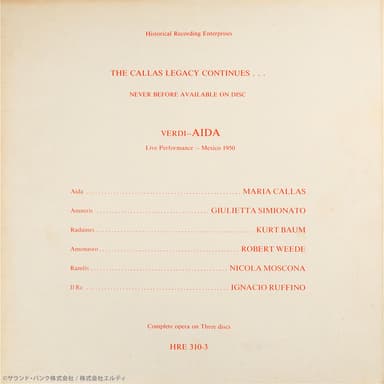 Historical Recording Enterprises
THE CALLAS LEGACY CONTINUES . . .
NEVER BEFORE AVAILABLE ON DISC
VERDI--AIDA
Live Performance - Mexico 1950
Aida MARIA CALLAS
Amneris GIULIETTA SIMIONATO
Radames KURT BAUM
Amonasro ROBERT WEEDE
Ramfis NICOLA MOSCONA
Il Re IGNACIO RUFFINO
Complete opera on Three discs
HRE 310-3
©サウンド・バンク株式会社 / 株式会社エルディ